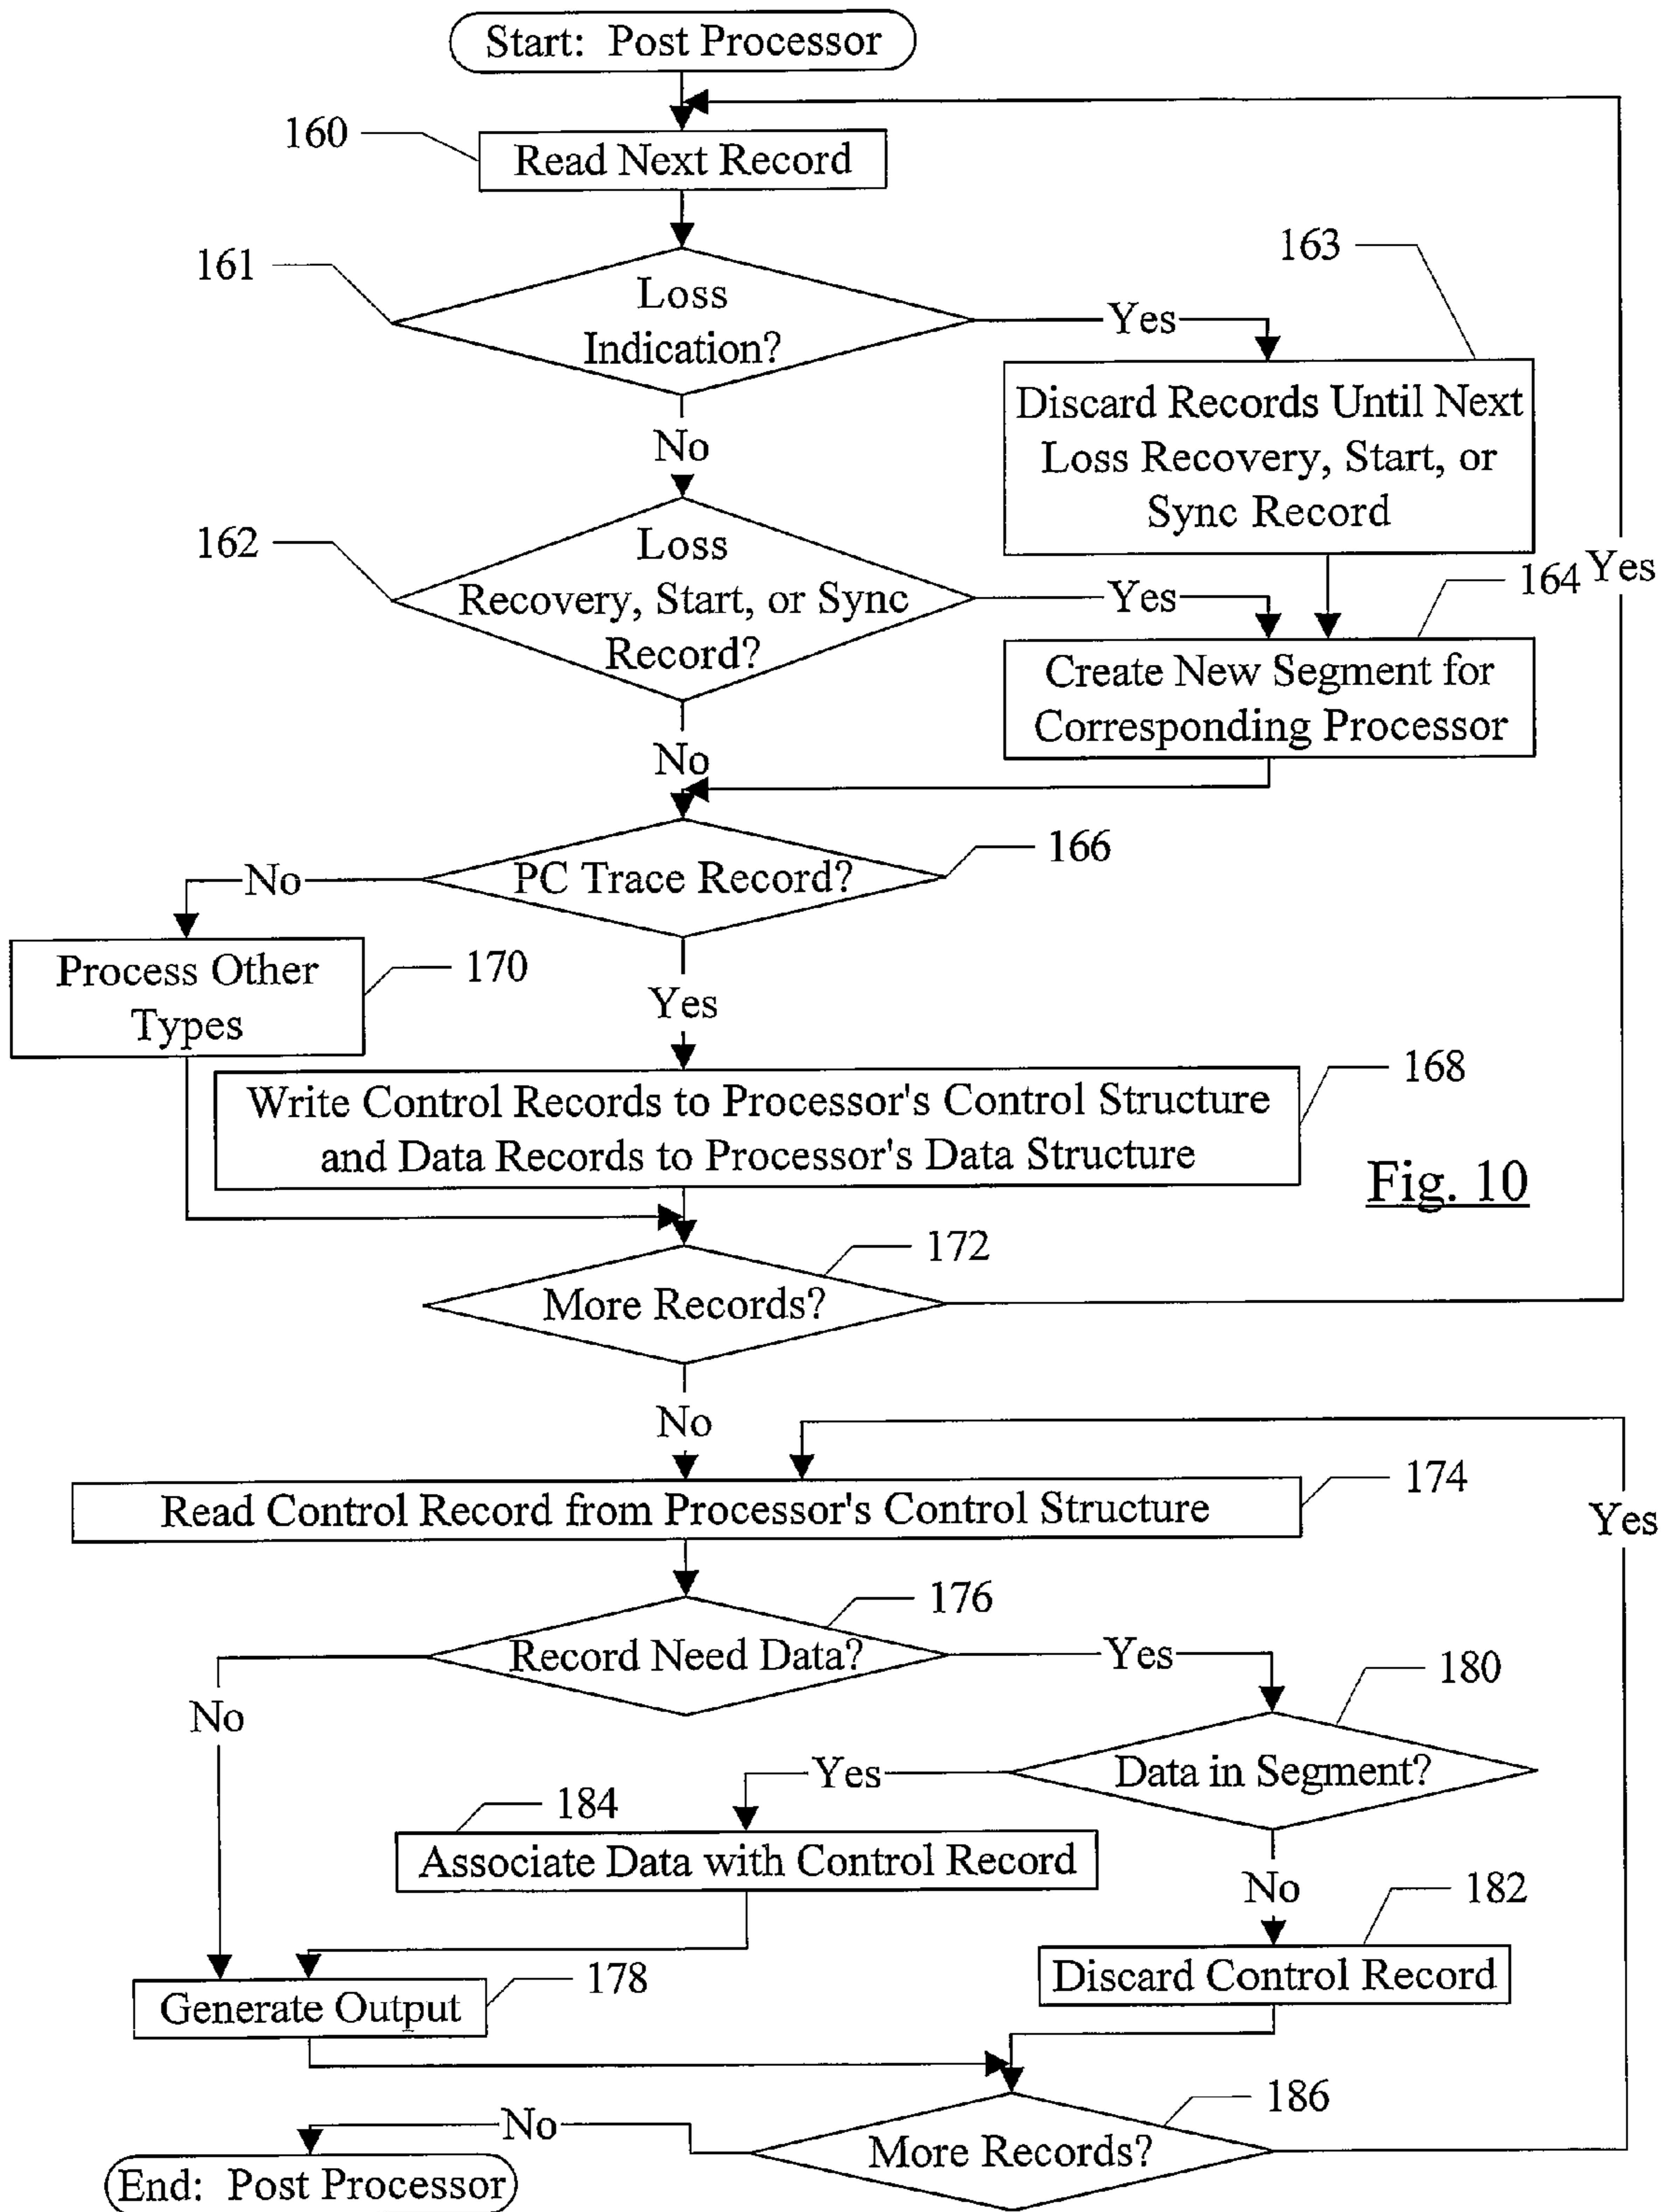 Start: Post Processor
160
Read Next Record
161
Loss
Indication?
Yes
163
Discard Records Until Next
Loss Recovery, Start, or
Sync Record
No
162
Loss
Recovery, Start, or Sync
Record?
Yes
164
Yes
Create New Segment for
Corresponding Processor
No
PC Trace Record?
166
No
Process Other
Types
170
Yes
168
Write Control Records to Processor's Control Structure
and Data Records to Processor's Data Structure
Fig. 10
172
More Records?
No
174
Read Control Record from Processor's Control Structure
Yes
176
Record Need Data?
Yes
180
No
Data in Segment?
Yes
184
Associate Data with Control Record
No
182
Discard Control Record
178
Generate Output
186
No
More Records?
End: Post Processor